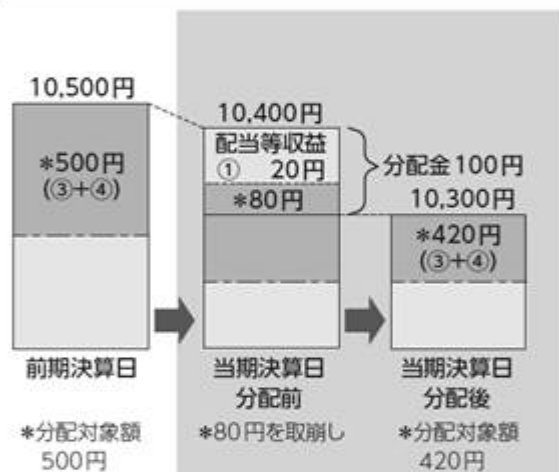 10,500円
*500円
(③+④)
前期決算日
*分配対象額
500円
10,400円
配当等収益
① 20円
*80円
分配金100円
当期決算日
分配前
*80円を取崩し
10,300円
*420円
(③+④)
当期決算日
分配後
*分配対象額
420円